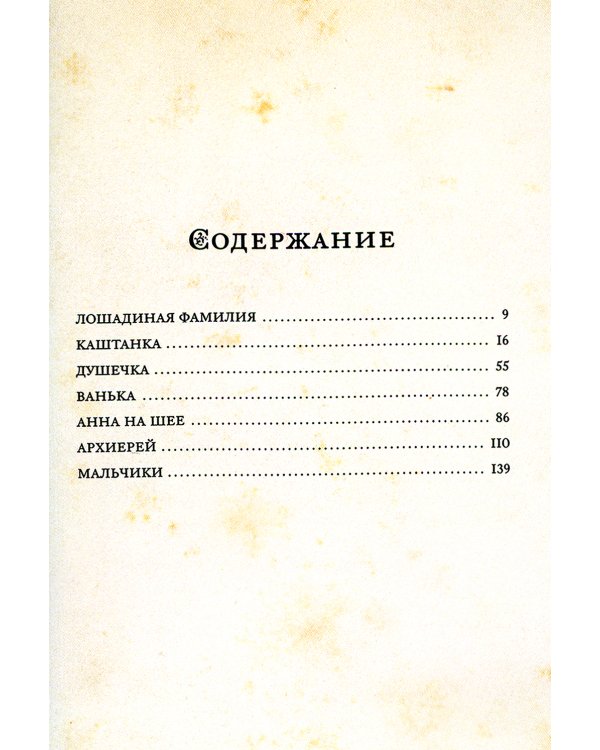 Содержание
ЛОШАДИНАЯ ФАМИЛИЯ ........................................ 9
КАШТАНКА ........................................ 16
ДУШЕЧКА ........................................ 55
ВАНЬКА ........................................ 78
АННА НА ШЕЕ ........................................ 86
АРХИЕРЕЙ ........................................ 110
МАЛЬЧИКИ ........................................ 139